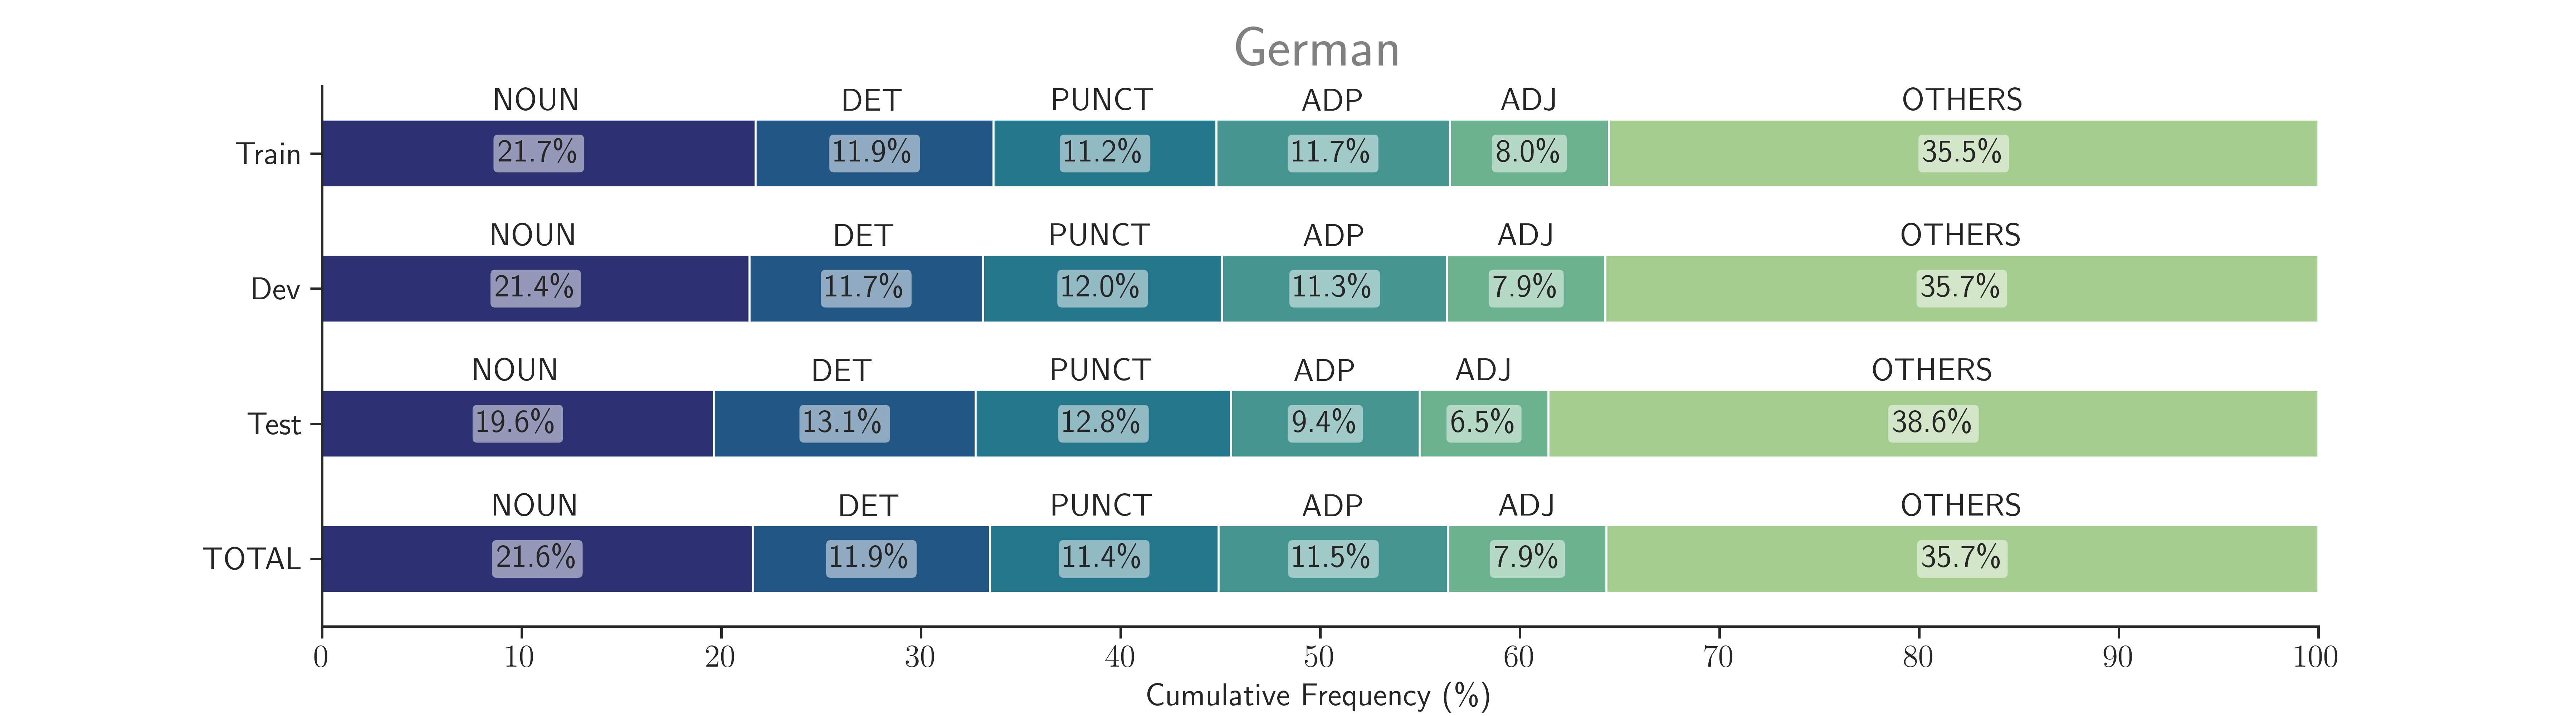 German
NOUN DET PUNCT ADP ADJ OTHERS
Train 21.7% 11.9% 11.2% 11.7% 8.0% 35.5%
NOUN DET PUNCT ADP ADJ OTHERS
Dev 21.4% 11.7% 12.0% 11.3% 7.9% 35.7%
NOUN DET PUNCT ADP ADJ OTHERS
Test 19.6% 13.1% 12.8% 9.4% 6.5% 38.6%
NOUN DET PUNCT ADP ADJ OTHERS
TOTAL 21.6% 11.9% 11.4% 11.5% 7.9% 35.7%
0 10 20 30 40 50 60 70 80 90 100
Cumulative Frequency (%)